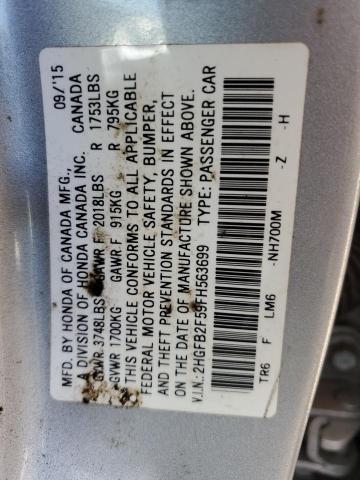 MFD. BY HONDA OF CANADA MFG., 09/'15
A DIVISION OF HONDA CANADA INC. CANADA
GVWR 3748LBS GAWR F 2018LBS R 1753LBS
GVWR 1700KG GAWR F 915KG R 795KG
THIS VEHICLE CONFORMS TO ALL APPLICABLE
FEDERAL MOTOR VEHICLE SAFETY, BUMPER,
AND THEFT PREVENTION STANDARDS IN EFFECT
ON THE DATE OF MANUFACTURE SHOWN ABOVE.
V.I.N.: 2HGFB2F59FH563699 TYPE: PASSENGER CAR
TR6 F LM6 -NH700M -Z -H